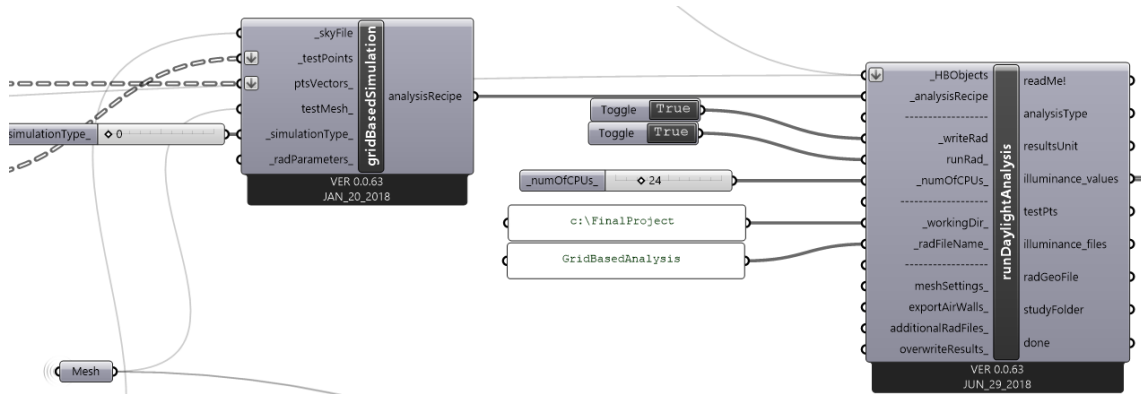 _skyFile
_testPoints
ptsVectors_
testMesh_
_simulationType_
_radParameters_
gridBasedSimulation
analysisRecipe
VER 0.0.63
JAN_20_2018
simulationType_ 0
Mesh
Toggle True
Toggle True
_numOfCPUs_ 24
c:\FinalProject
GridBasedAnalysis
_HBObjects
_analysisRecipe
--------------------
_writeRad
runRad_
_numOfCPUs_
--------------------
_workingDir_
_radFileName_
--------------------
meshSettings_
exportAirWalls_
additionalRadFiles_
overwriteResults_
runDaylightAnalysis
readMe!
analysisType
resultsUnit
illuminance_values
testPts
illuminance_files
radGeoFile
studyFolder
done
VER 0.0.63
JUN_29_2018